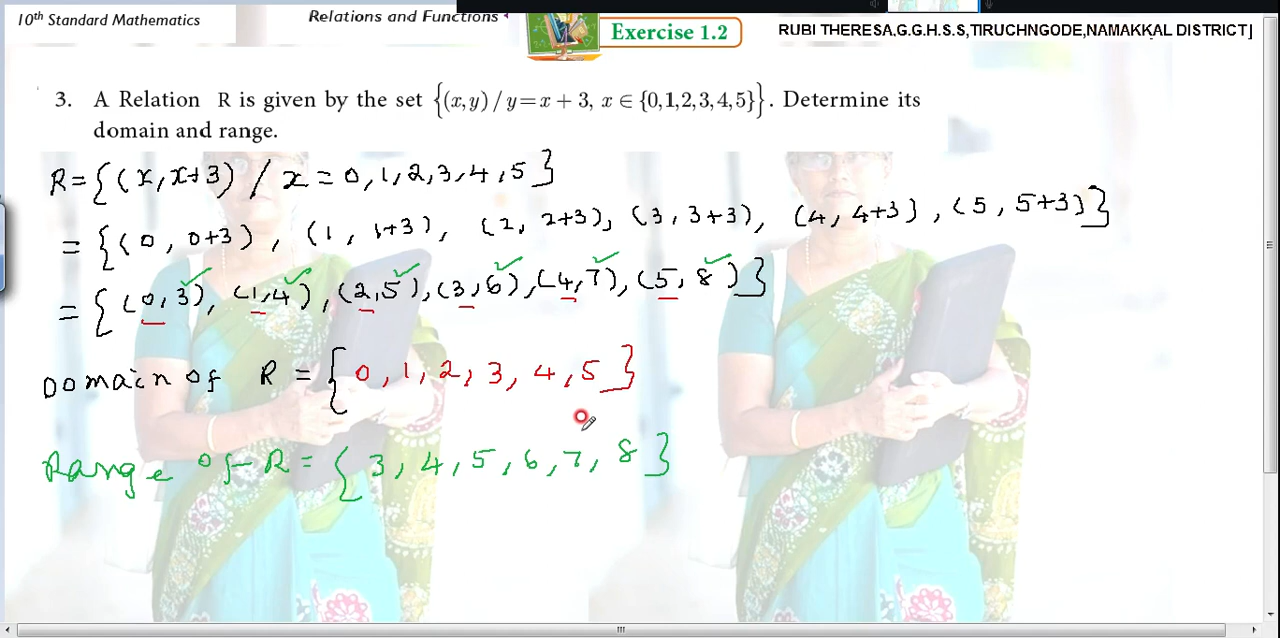 10th Standard Mathematics
Relations and Functions
Exercise 1.2
RUBI THERESA,G.G.H.S.S,TIRUCHNGODE,NAMAKKAL DISTRICT]
3. A Relation R is given by the set {(x,y) / y=x + 3, x ∈ {0,1,2,3,4,5}}. Determine its
domain and range.
R={(x,x+3) / x=0,1,2,3,4,5}
={(0, 0+3), (1, 1+3), (2, 2+3), (3, 3+3), (4, 4+3), (5, 5+3)}
={(0,3), (1,4), (2,5), (3,6), (4,7), (5,8)}
Domain of R = {0,1,2,3,4,5}
Range of R = {3,4,5,6,7,8}